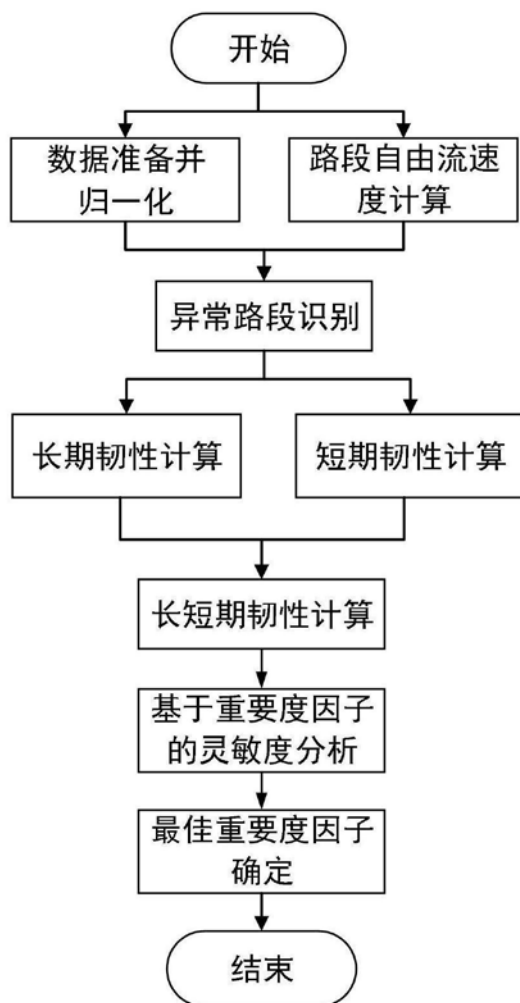 开始
数据准备并
归一化
路段自由流速
度计算
异常路段识别
长期韧性计算
短期韧性计算
长短期韧性计算
基于重要度因子
的灵敏度分析
最佳重要度因子
确定
结束